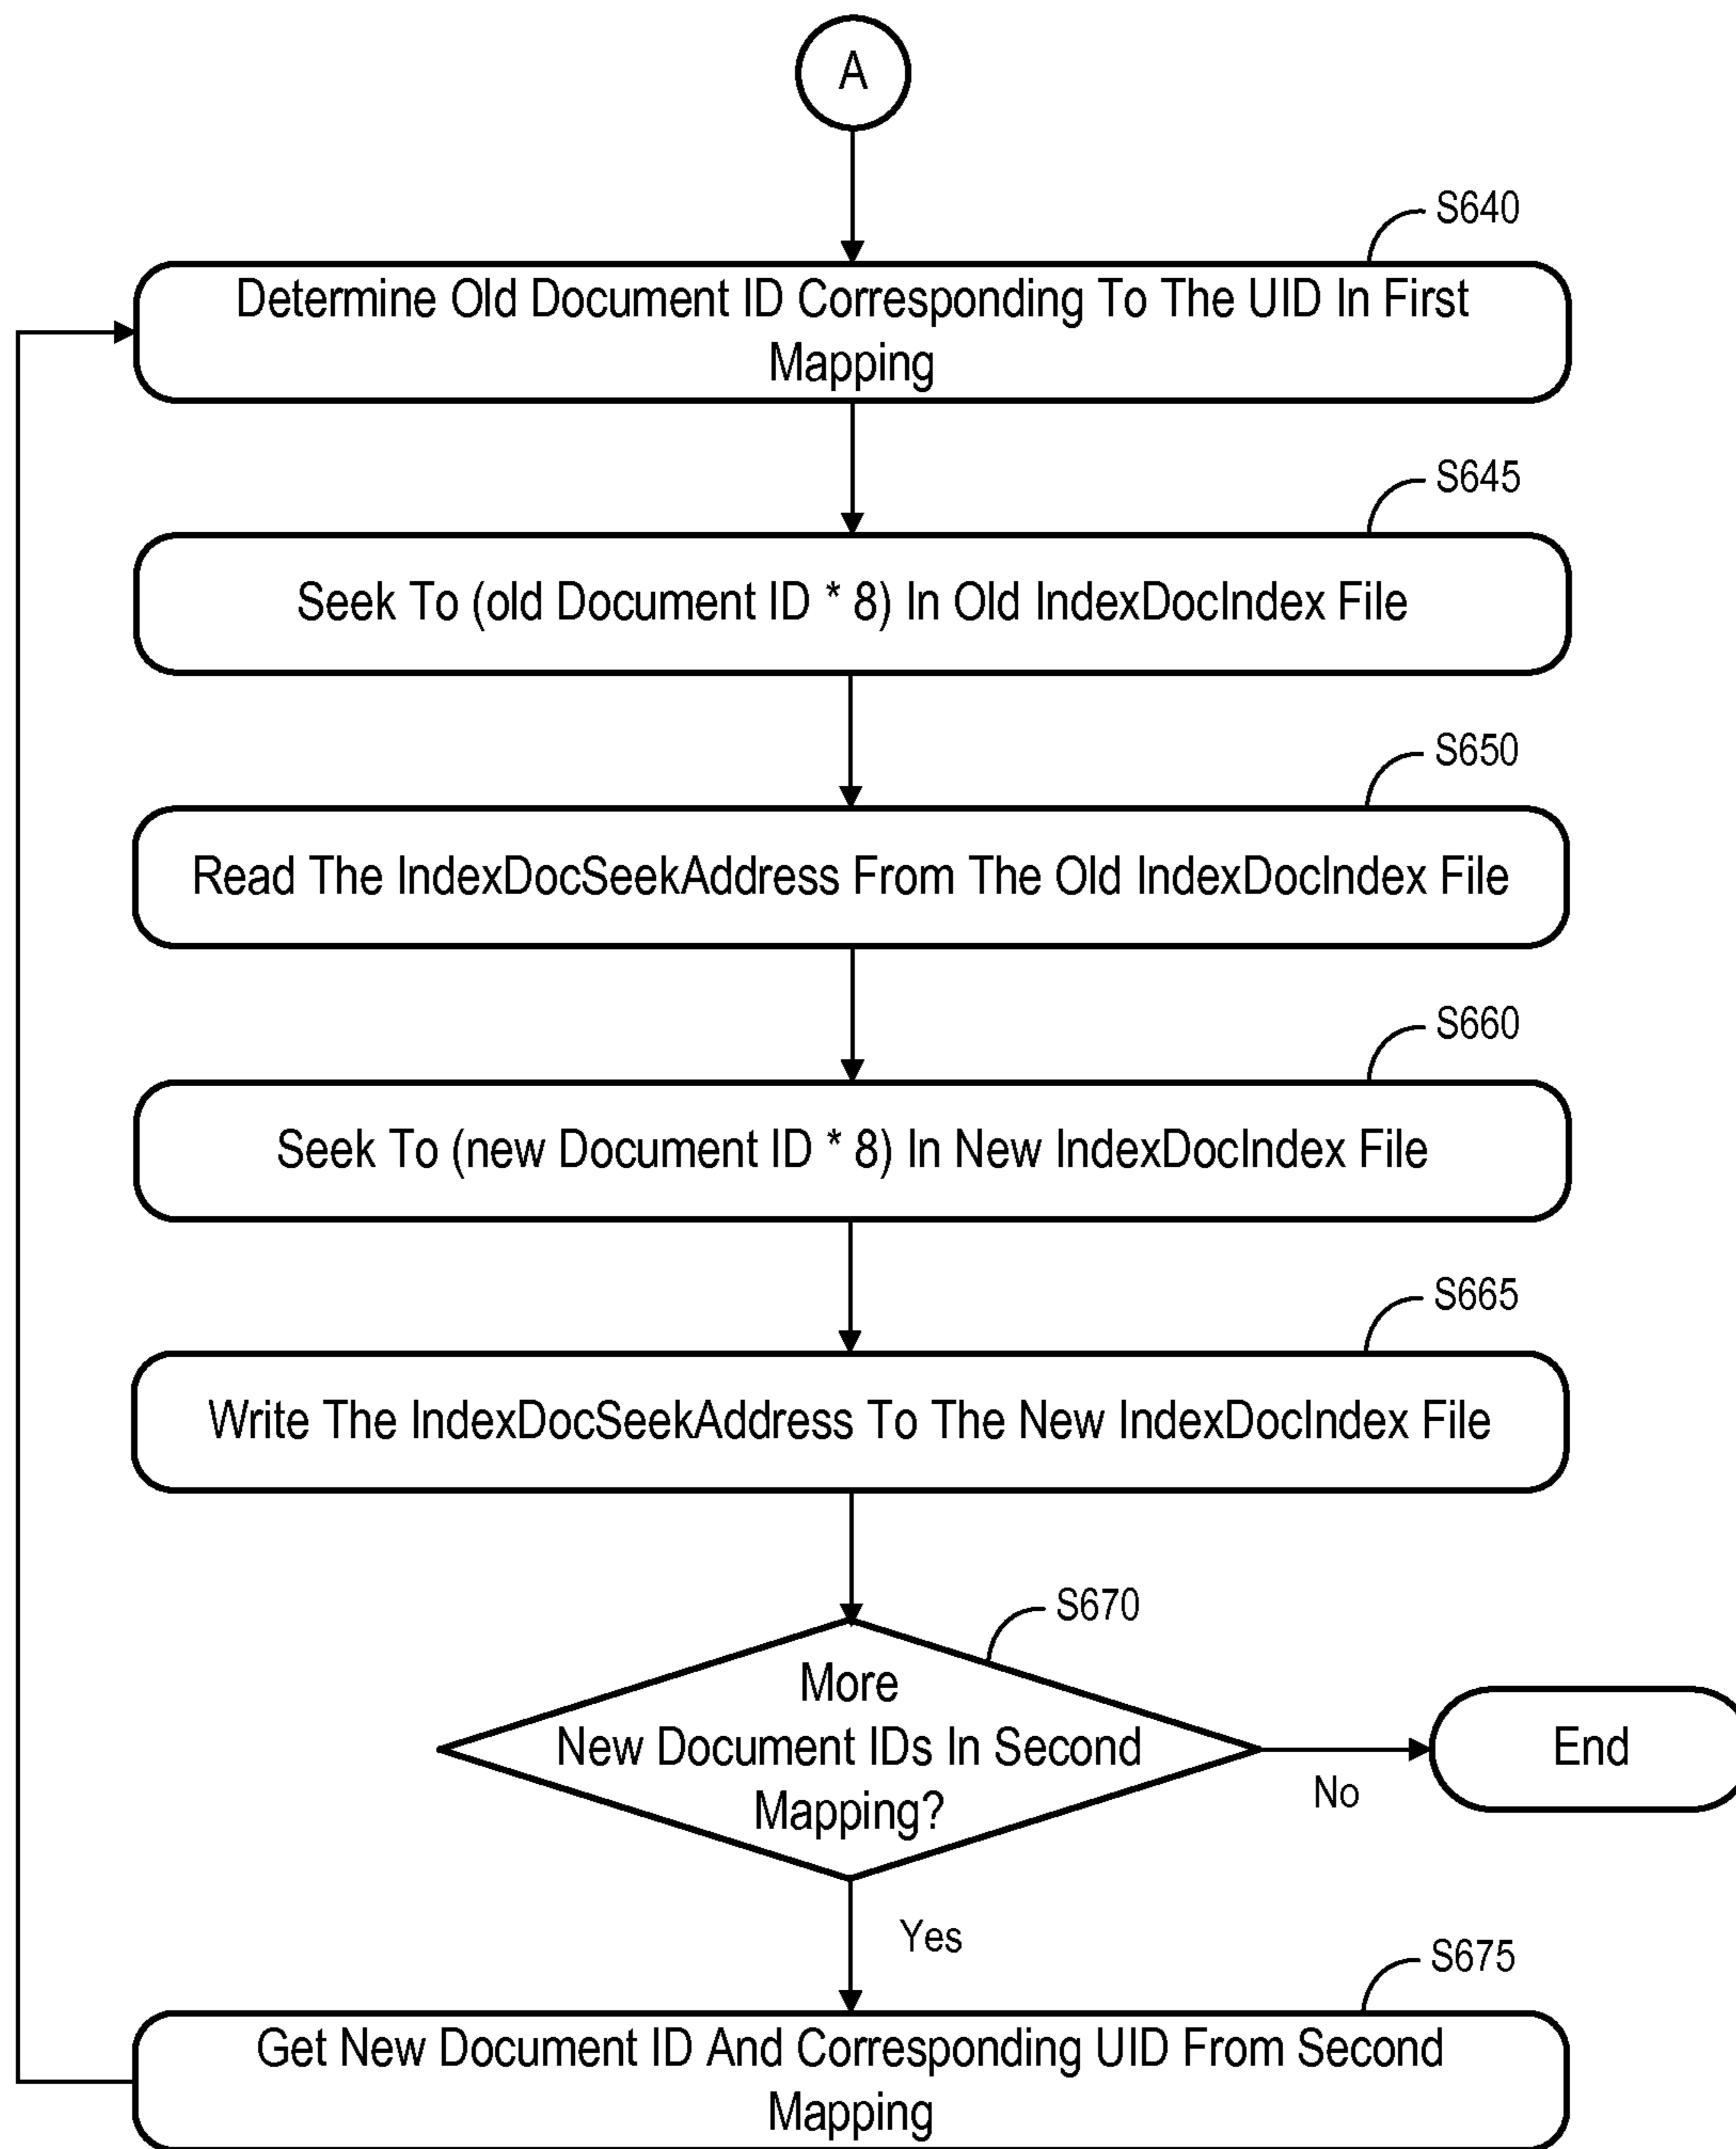 A
S640
Determine Old Document ID Corresponding To The UID In First
Mapping
S645
Seek To (old Document ID * 8) In Old IndexDocIndex File
S650
Read The IndexDocSeekAddress From The Old IndexDocIndex File
S660
Seek To (new Document ID * 8) In New IndexDocIndex File
S665
Write The IndexDocSeekAddress To The New IndexDocIndex File
S670
More
New Document IDs In Second
Mapping?
End
No
Yes
S675
Get New Document ID And Corresponding UID From Second
Mapping